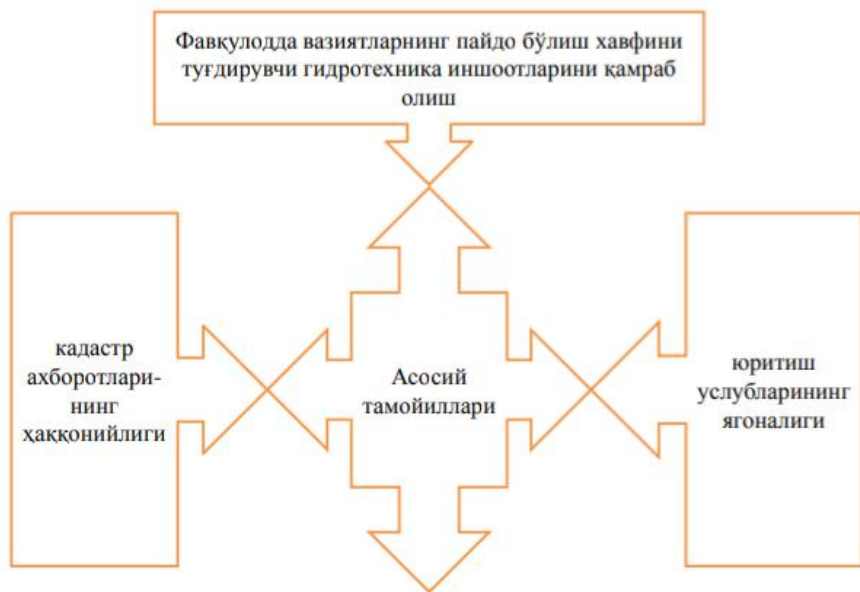 Фавқулодда вазиятларнинг пайдо бўлиш хавфини
туғдирувчи гидротехника иншоотларини қамраб
олиш
кадастр
ахборотлари-
нинг
ҳаққонийлиги
Асосий
тамойиллари
юритиш
услубларининг
ягоналиги